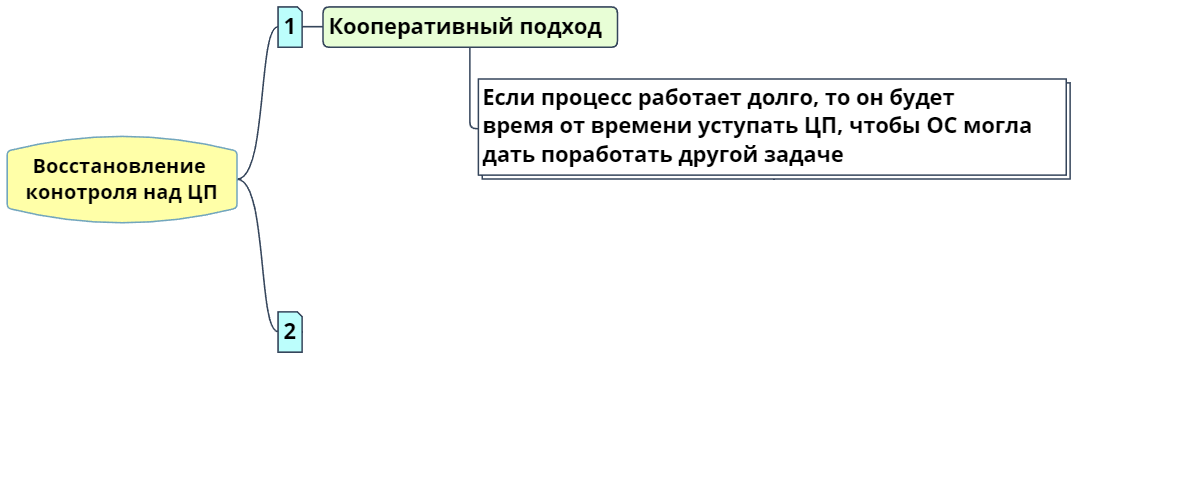 1
Кооперативный подход
Если процесс работает долго, то он будет
время от времени уступать ЦП, чтобы ОС могла
дать поработать другой задаче
Восстановление
конотроля над ЦП
2